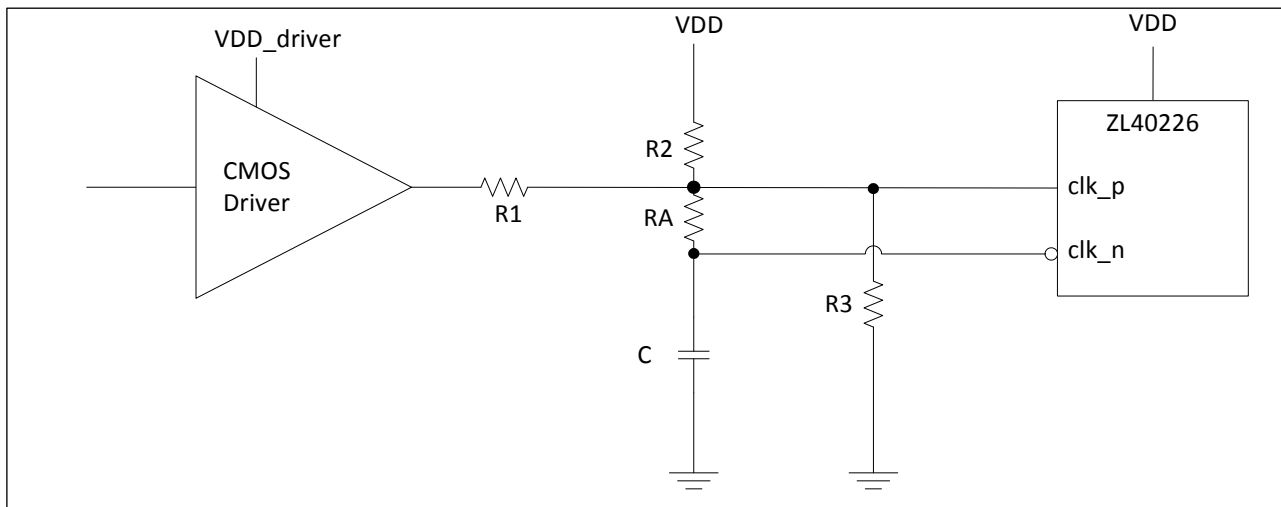 VDD_driver
VDD
VDD
ZL40226
R2
CMOS
Driver
clk_p
R1
RA
clk_n
R3
C